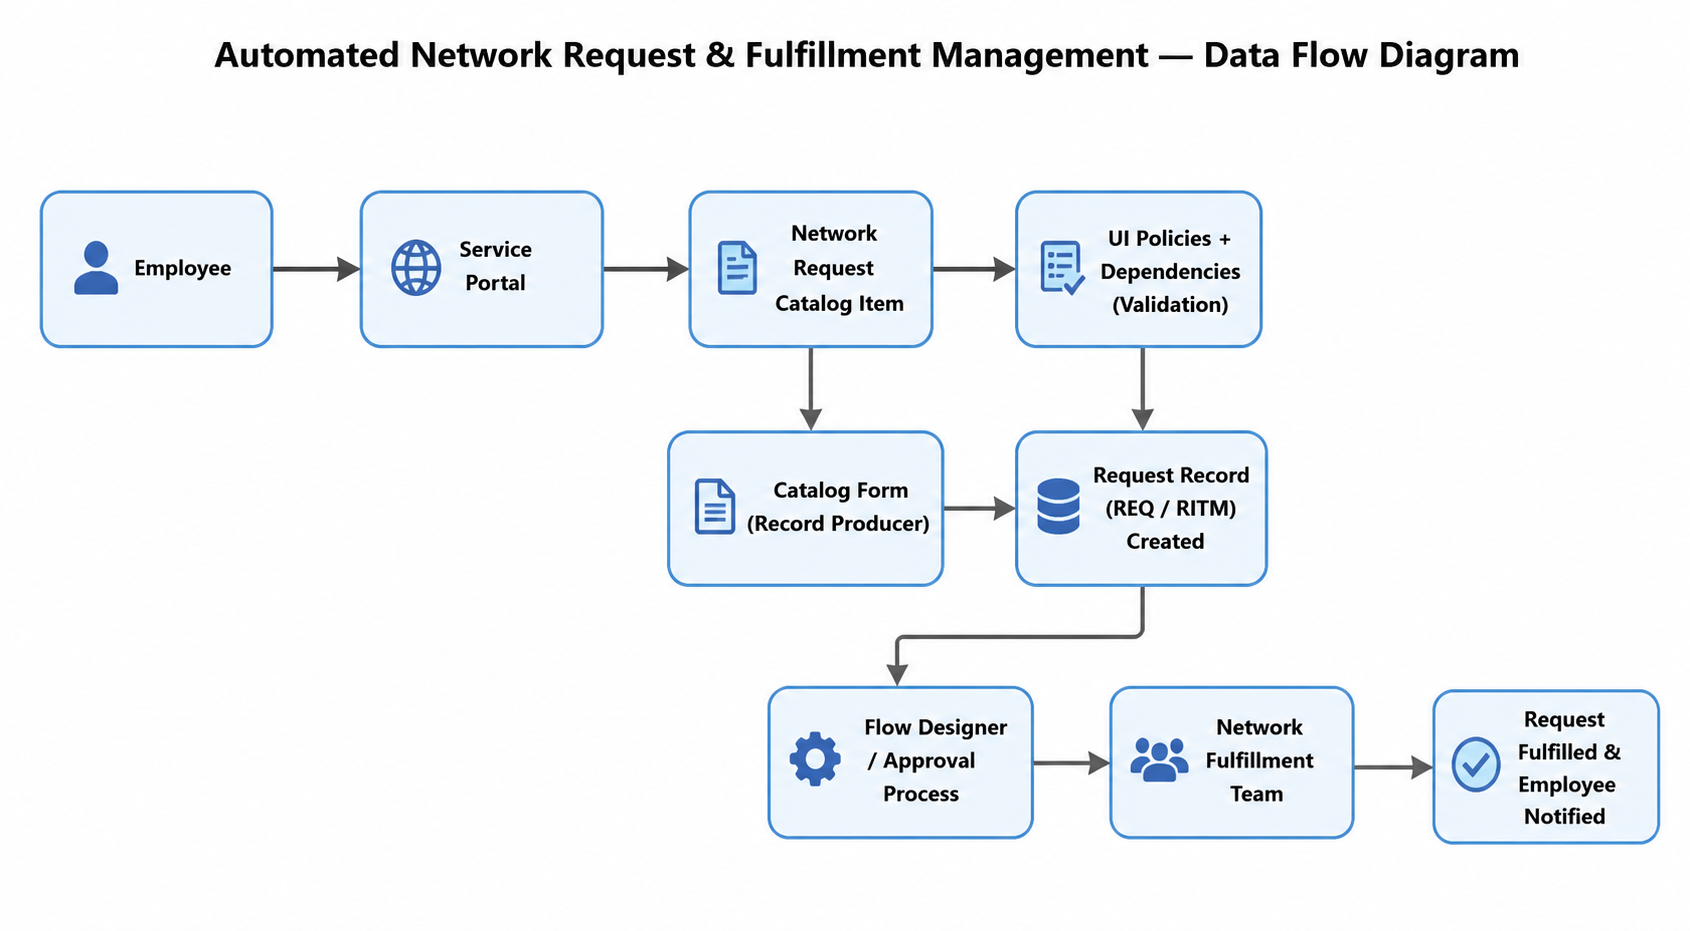 Automated Network Request & Fulfillment Management — Data Flow Diagram
Employee
Service
Portal
Network
Request
Catalog Item
UI Policies +
Dependencies
(Validation)
Catalog Form
(Record Producer)
Request Record
(REQ / RITM)
Created
Flow Designer
/ Approval
Process
Network
Fulfillment
Team
Request
Fulfilled &
Employee
Notified